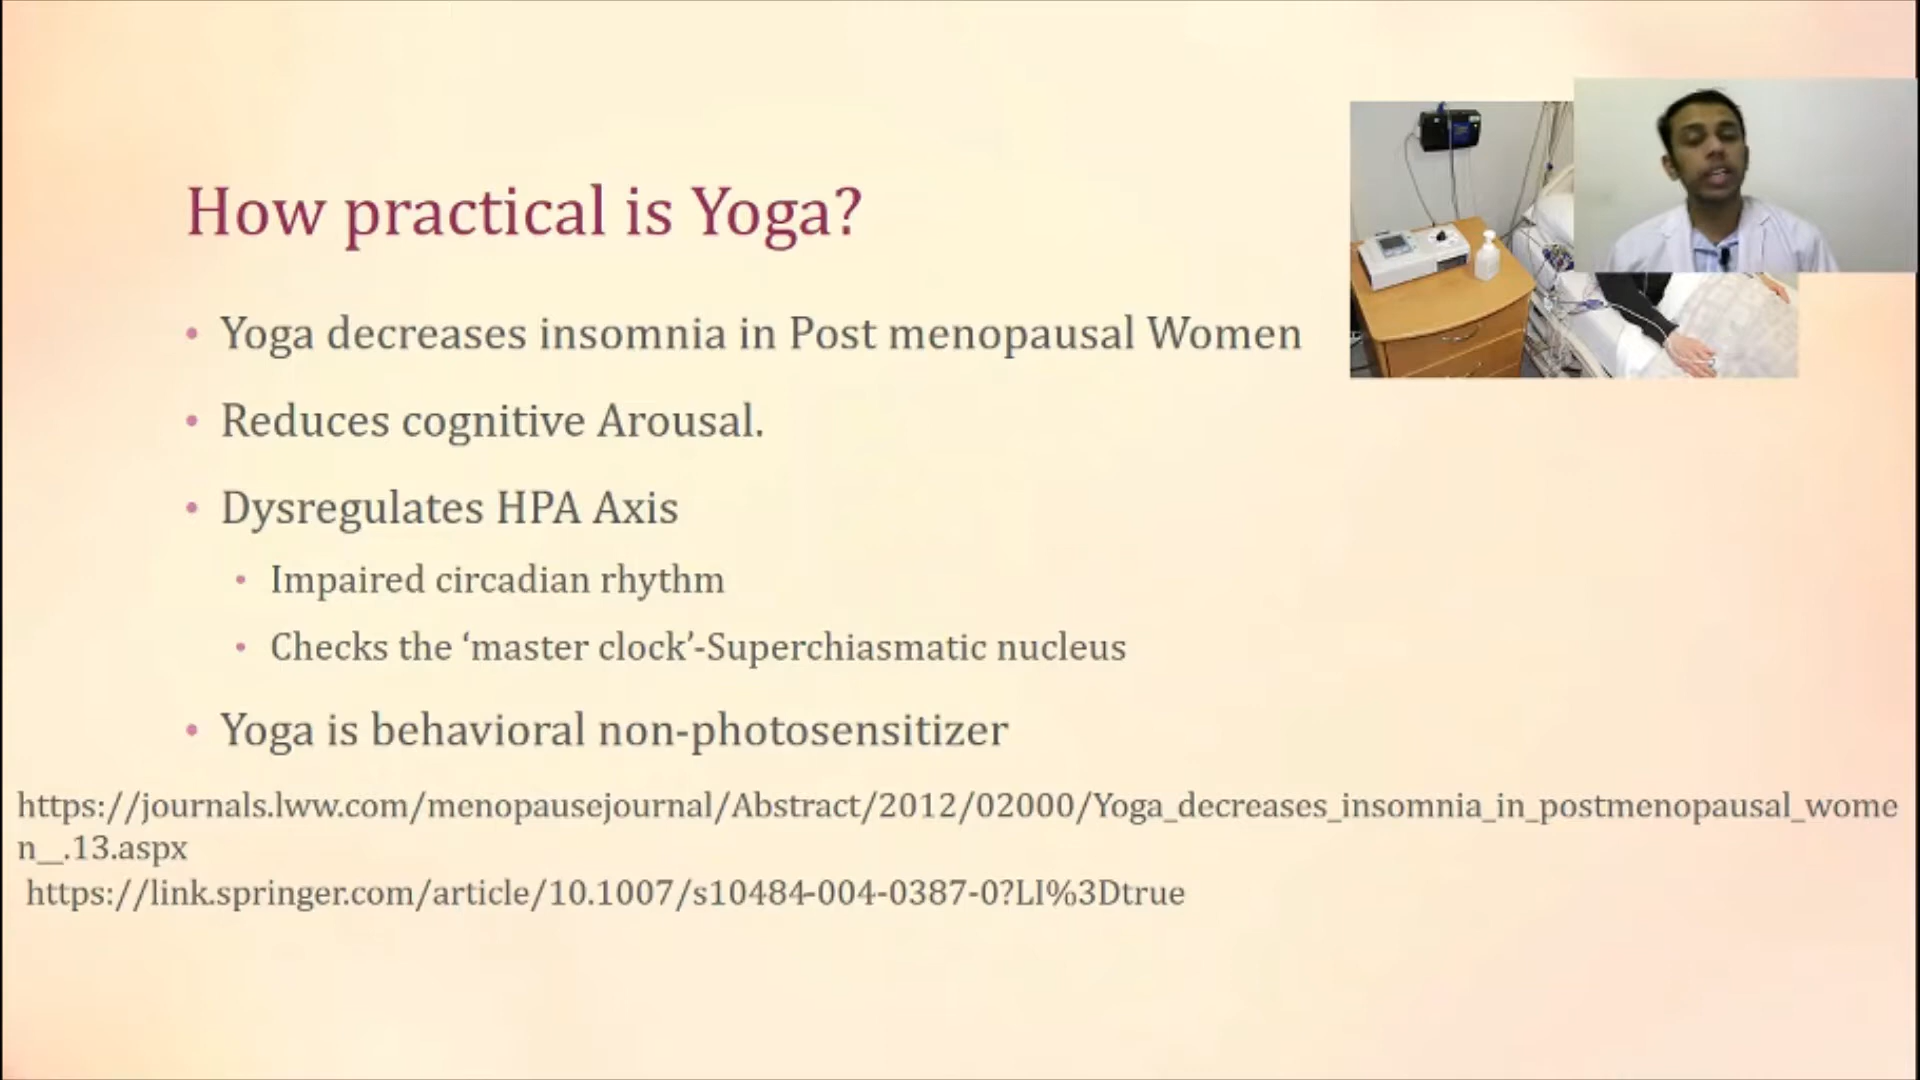 How practical is Yoga?
• Yoga decreases insomnia in Post menopausal Women
• Reduces cognitive Arousal.
• Dysregulates HPA Axis
• Impaired circadian rhythm
• Checks the ‘master clock’-Superchiasmatic nucleus
• Yoga is behavioral non-photosensitizer
https://journals.lww.com/menopausejournal/Abstract/2012/02000/Yoga_decreases_insomnia_in_postmenopausal_wome
n__.13.aspx
https://link.springer.com/article/10.1007/s10484-004-0387-0?LI%3Dtrue